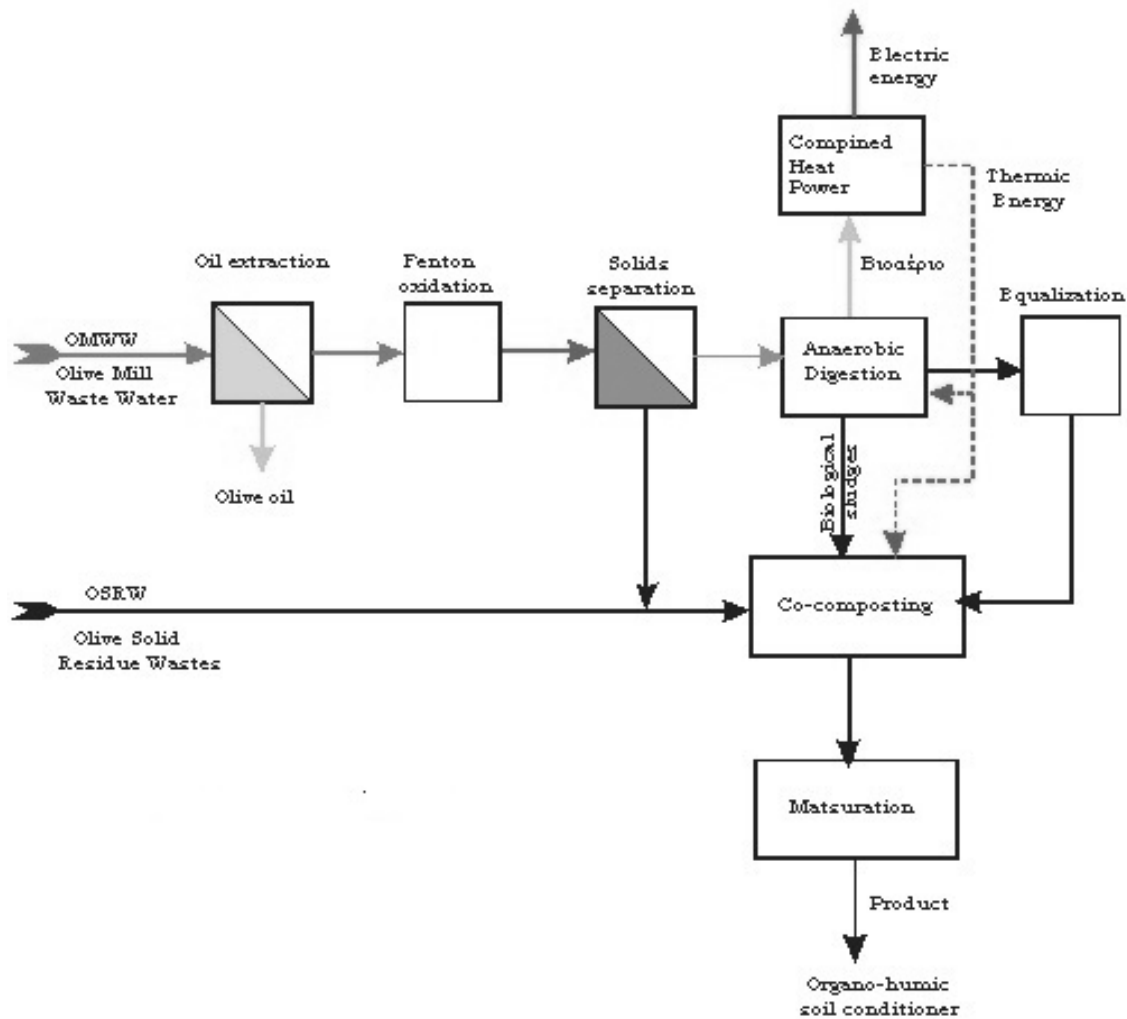 Electric
energy
Compined
Heat
Power
Thermic
Energy
Oil extraction
Fenton
oxidation
Solids
separation
Βιοαέριο
Equalization
OMWW
Olive Mill
Waste Water
Anaerobic
Digestion
Olive oil
Biological
sludges
OSRW
Olive Solid
Residue Wastes
Co-composting
Matsuration
Product
Organo-humic
soil conditioner